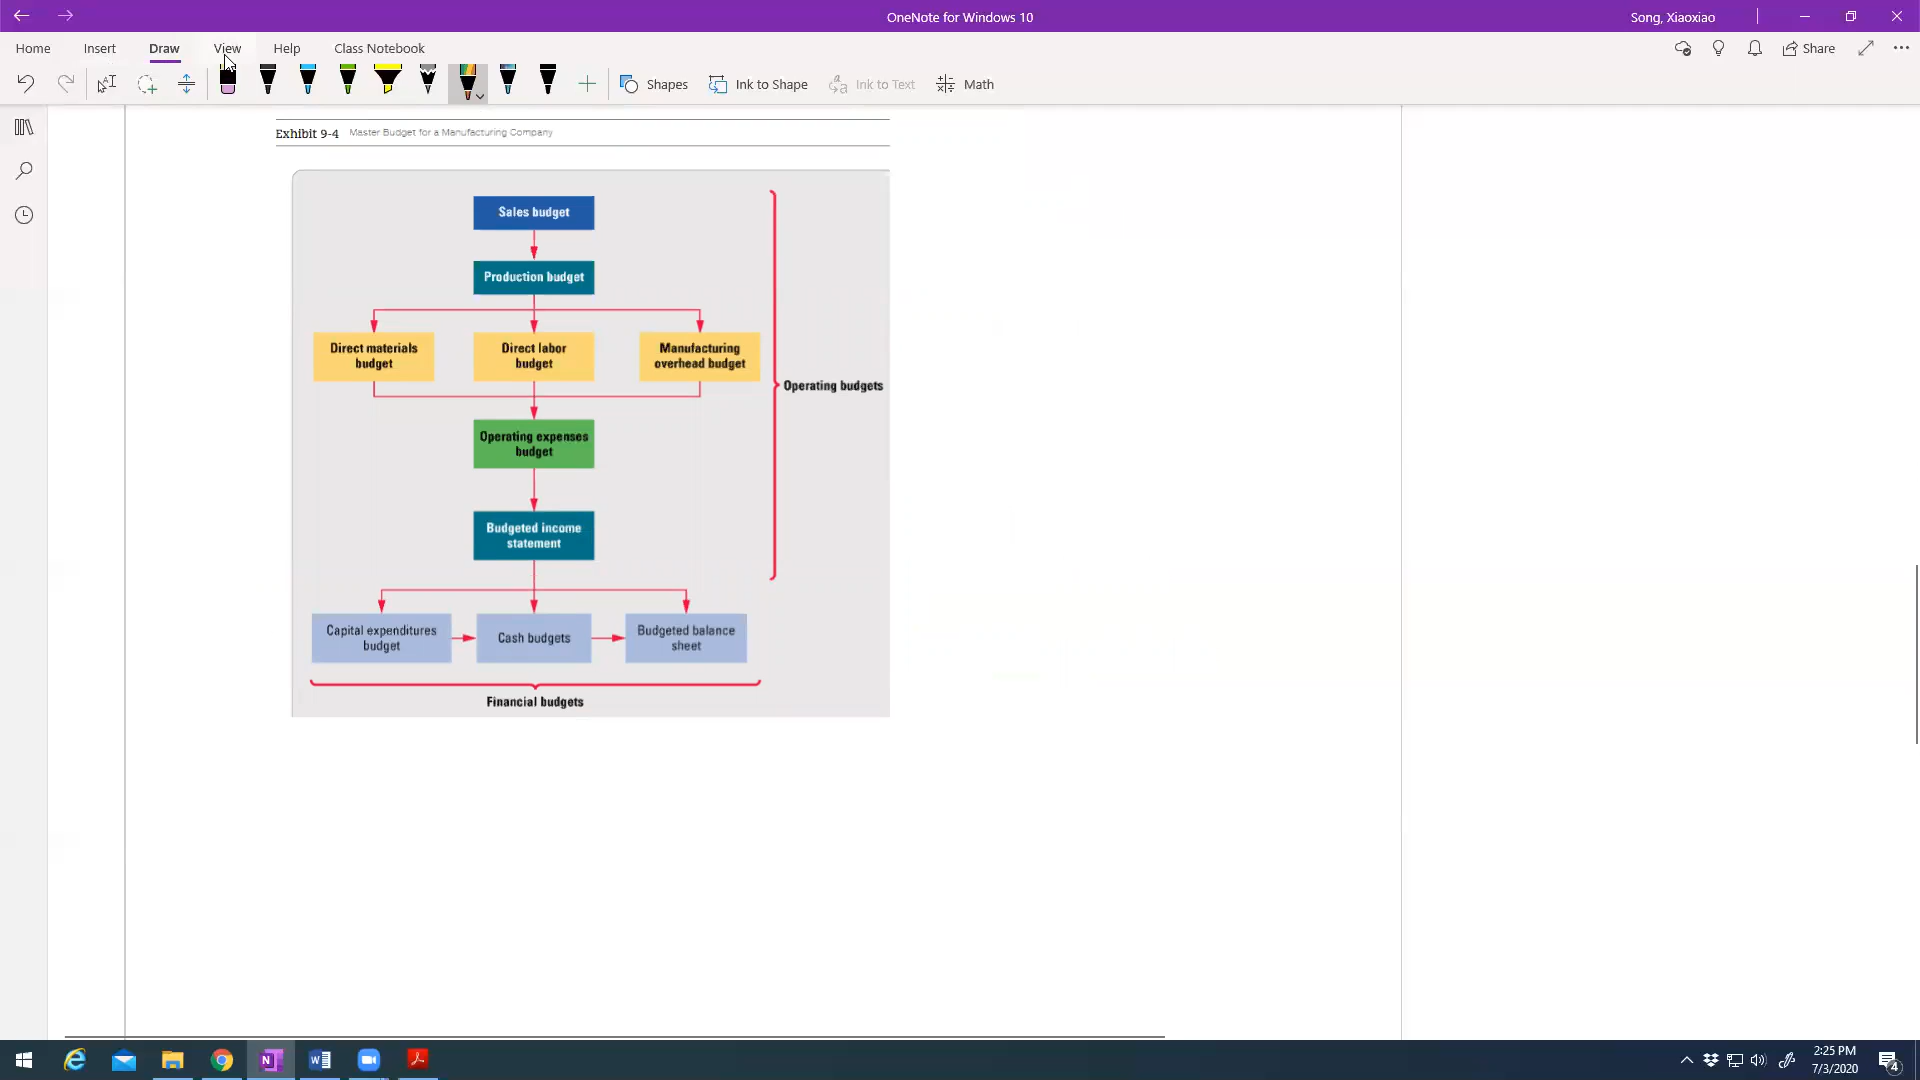 OneNote for Windows 10
Song, Xiaoxiao
Home Insert Draw View Help Class Notebook
Share
Shapes Ink to Shape Ink to Text Math
Exhibit 9-4 Master Budget for a Manufacturing Company
Sales budget
Production budget
Direct materials
budget
Direct labor
budget
Manufacturing
overhead budget
Operating budgets
Operating expenses
budget
Budgeted income
statement
Capital expenditures
budget
Cash budgets
Budgeted balance
sheet
Financial budgets
2:25 PM
7/3/2020
4